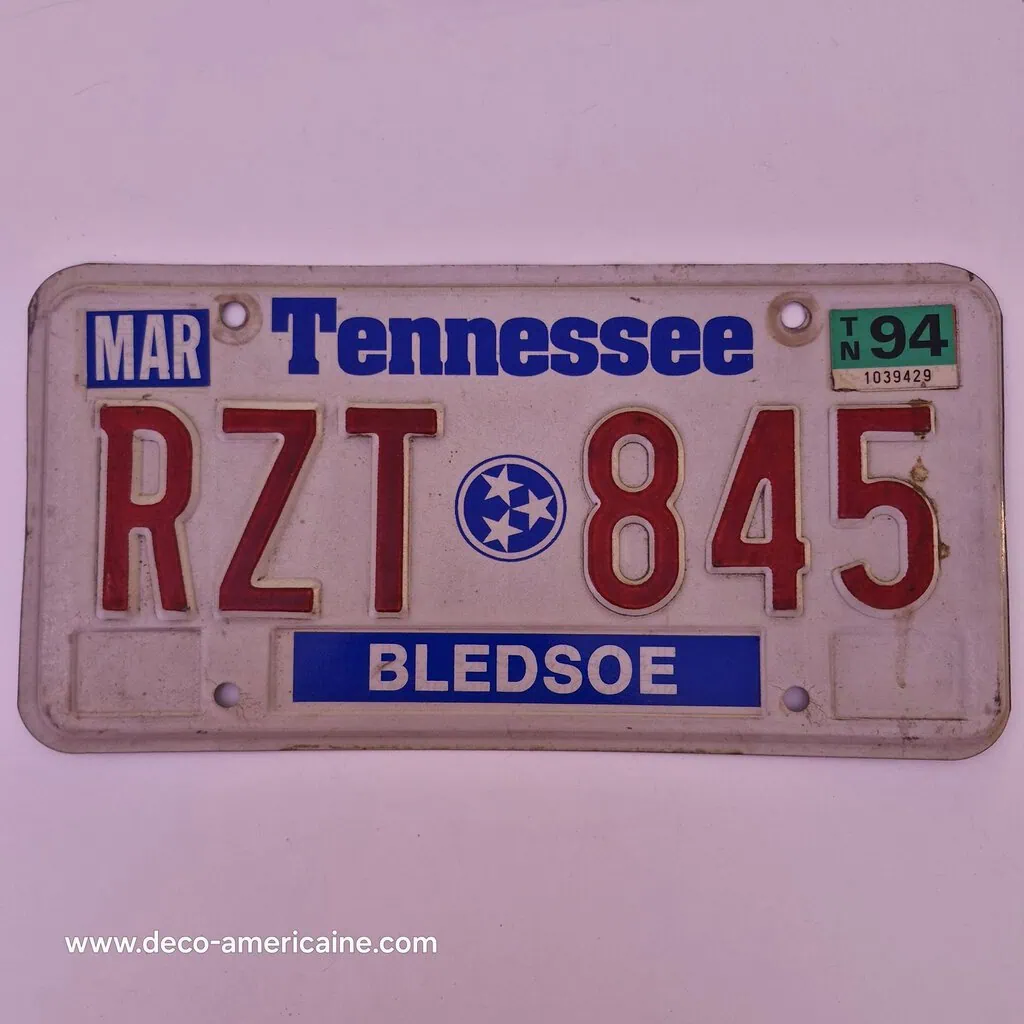 MAR Tennessee TN 94
1039429
RZT 845
BLEDSOE
www.deco-americaine.com